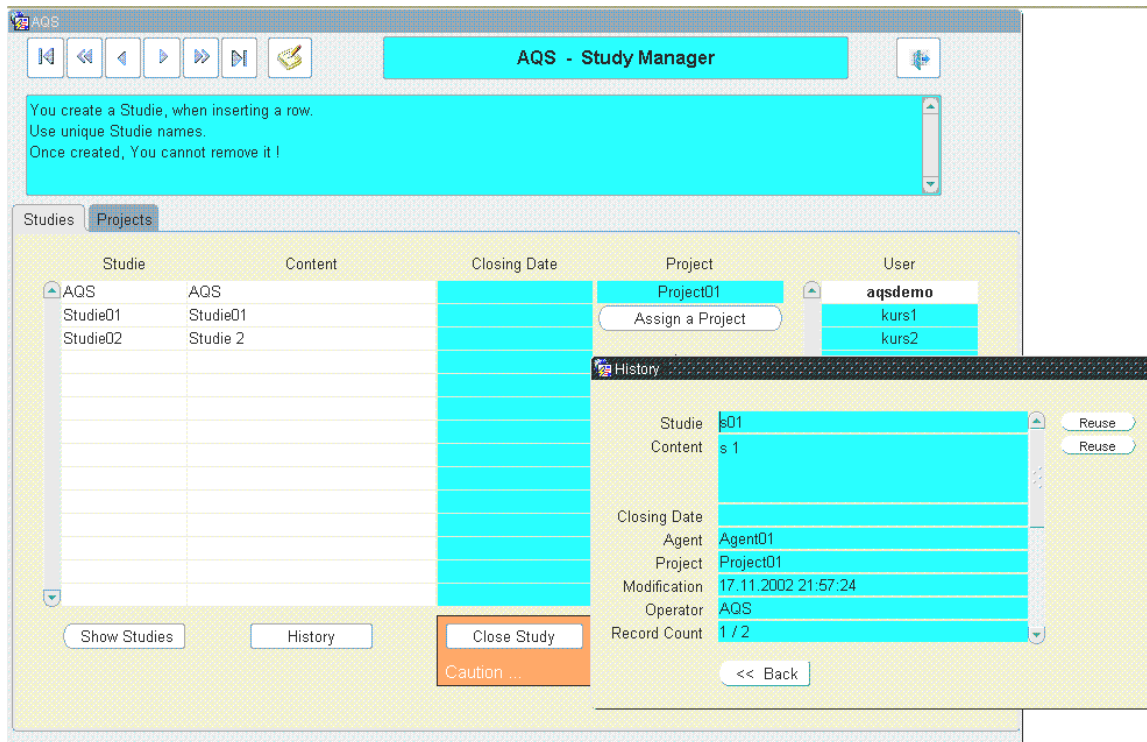 AQS
AQS - Study Manager
You create a Studie, when inserting a row.
Use unique Studie names.
Once created, You cannot remove it !
Studies Projects
Studie Content Closing Date Project User
AQS AQS Project01 aqsdemo
Studie01 Studie01 Assign a Project kurs1
Studie02 Studie 2 kurs2
History
Studie s01 Reuse
Content s 1 Reuse
Closing Date
Agent Agent01
Project Project01
Modification 17.11.2002 21:57:24
Operator AQS
Record Count 1 / 2
<< Back
Show Studies History Close Study
Caution ...